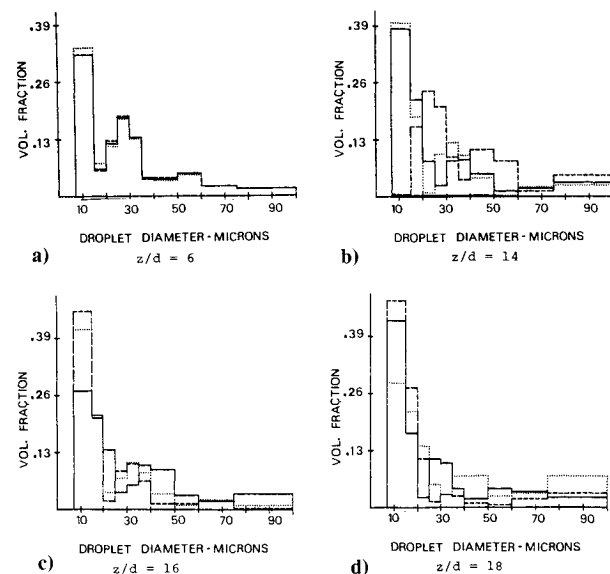 .39
.26
.13
VOL. FRACTION
10 30 50 70 90
DROPLET DIAMETER-MICRONS
a)
z/d = 6
.39
.26
.13
VOL. FRACTION
10 30 50 70 90
DROPLET DIAMETER-MICRONS
b)
z/d = 14
.39
.26
.13
VOL. FRACTION
10 30 50 70 90
DROPLET DIAMETER-MICRONS
c)
z/d = 16
.39
.26
.13
VOL. FRACTION
10 30 50 70 90
DROPLET DIAMETER-MICRONS
d)
z/d = 18